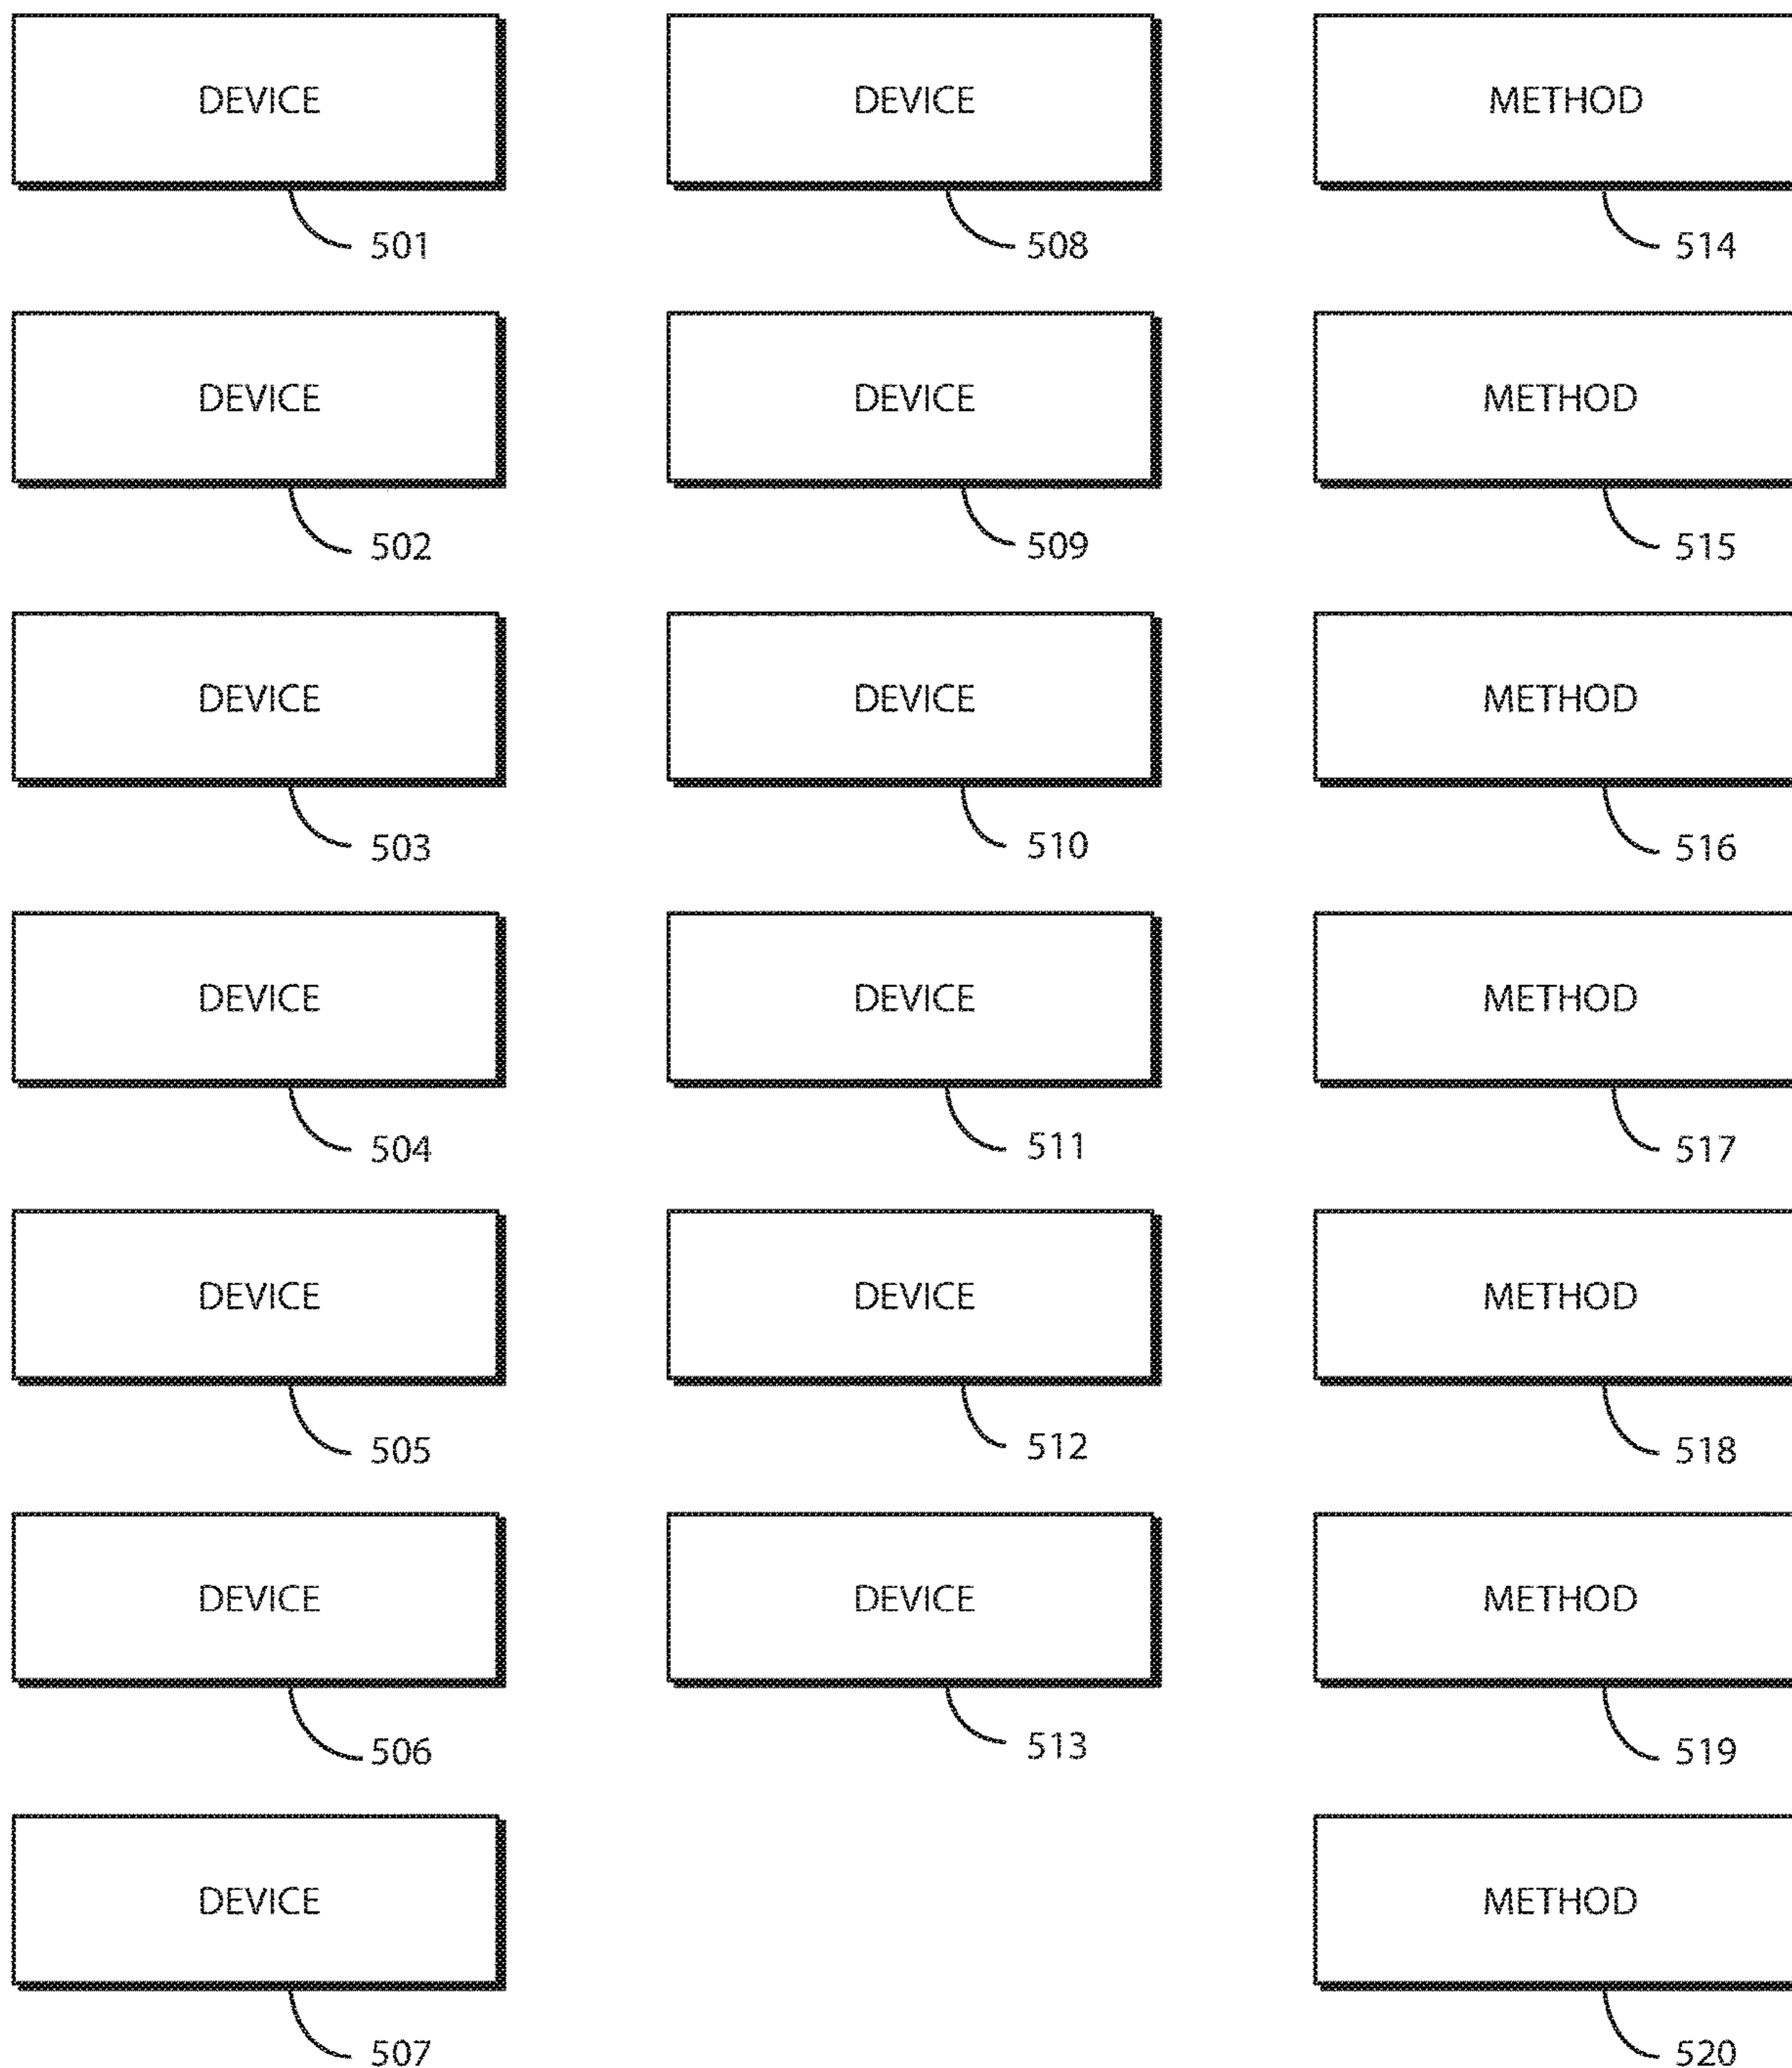 DEVICE DEVICE METHOD
501 508 514
DEVICE DEVICE METHOD
502 509 515
DEVICE DEVICE METHOD
503 510 516
DEVICE DEVICE METHOD
504 511 517
DEVICE DEVICE METHOD
505 512 518
DEVICE DEVICE METHOD
506 513 519
DEVICE METHOD
507 520